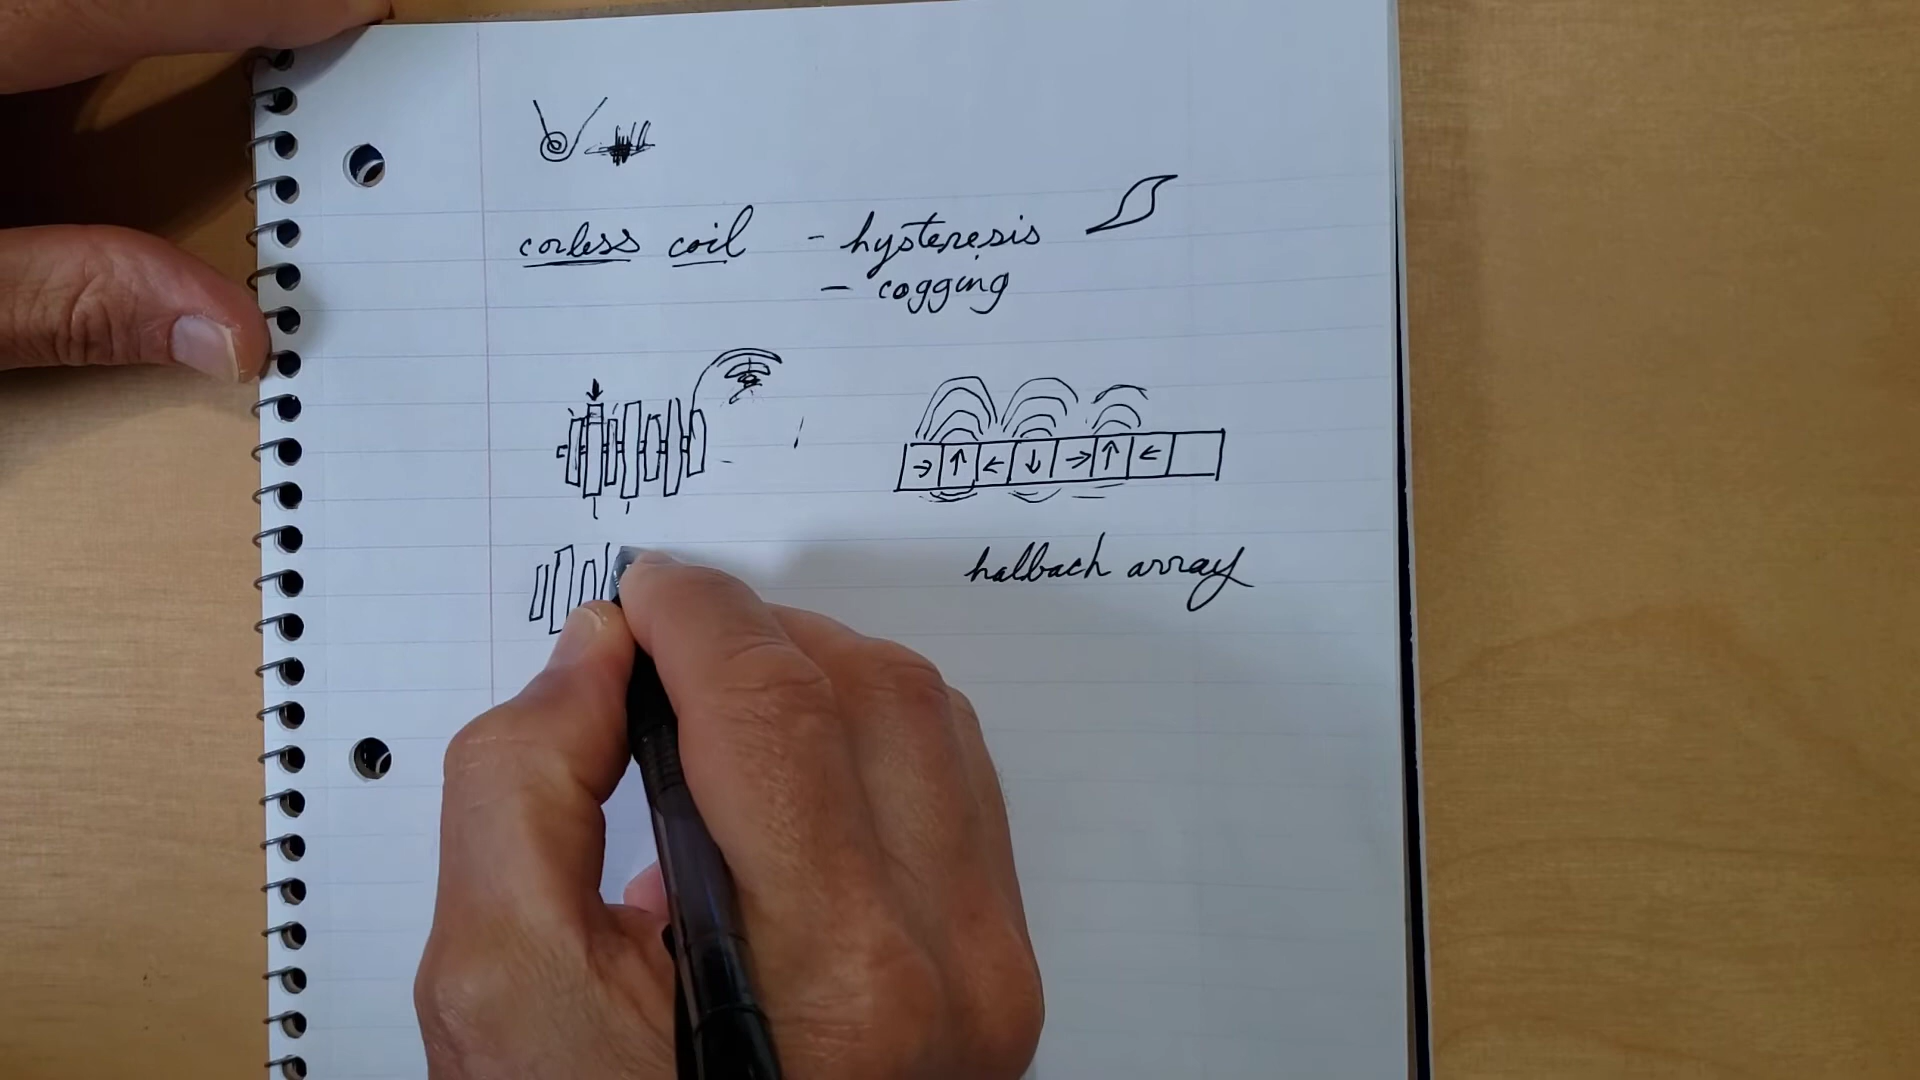 corless coil - hysteresis
- cogging
→ ↑ ← ↓ → ↑ ←
halbach array